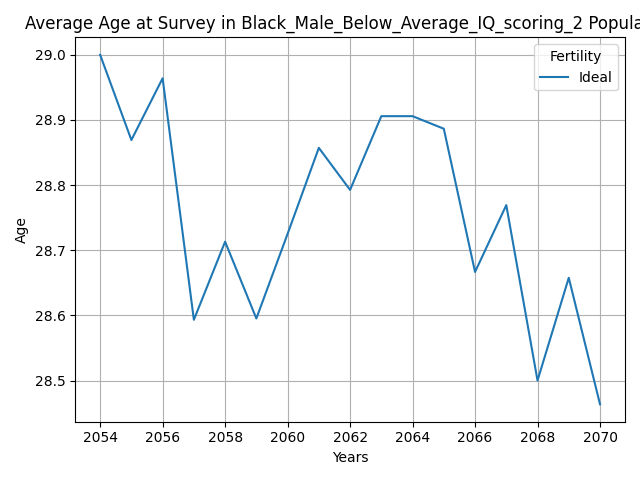 Average Age at Survey in Black_Male_Below_Average_IQ_scoring_2 Popula
Fertility
Ideal
29.0
28.9
28.8
28.7
28.6
28.5
Age
2054 2056 2058 2060 2062 2064 2066 2068 2070
Years